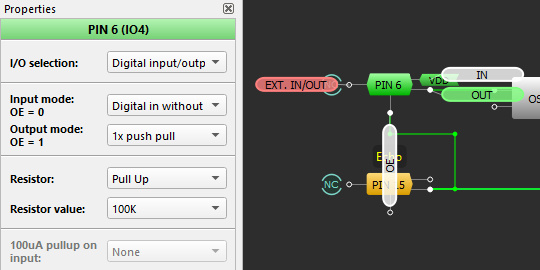 Properties
PIN 6 (IO4)
I/O selection:
Digital input/outp
Input mode:
OE = 0
Digital in without
Output mode:
OE = 1
1x push pull
Resistor:
Pull Up
Resistor value:
100K
100uA pullup on
input:
None
EXT. IN/OUT
PIN 6
VDD
IN
OUT
OS
OE
NC
PIN 15